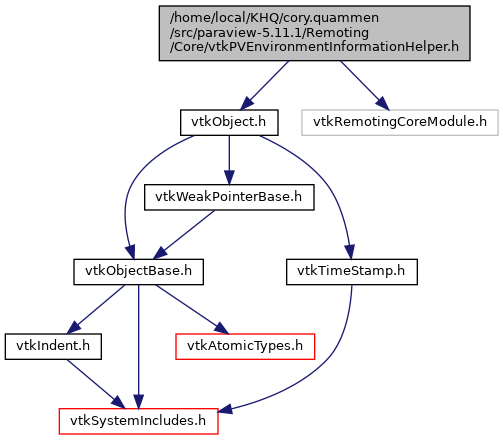 /home/local/KHQ/cory.quammen
/src/paraview-5.11.1/Remoting
/Core/vtkPVEnvironmentInformationHelper.h
vtkObject.h
vtkRemotingCoreModule.h
vtkWeakPointerBase.h
vtkObjectBase.h
vtkTimeStamp.h
vtkIndent.h
vtkAtomicTypes.h
vtkSystemIncludes.h